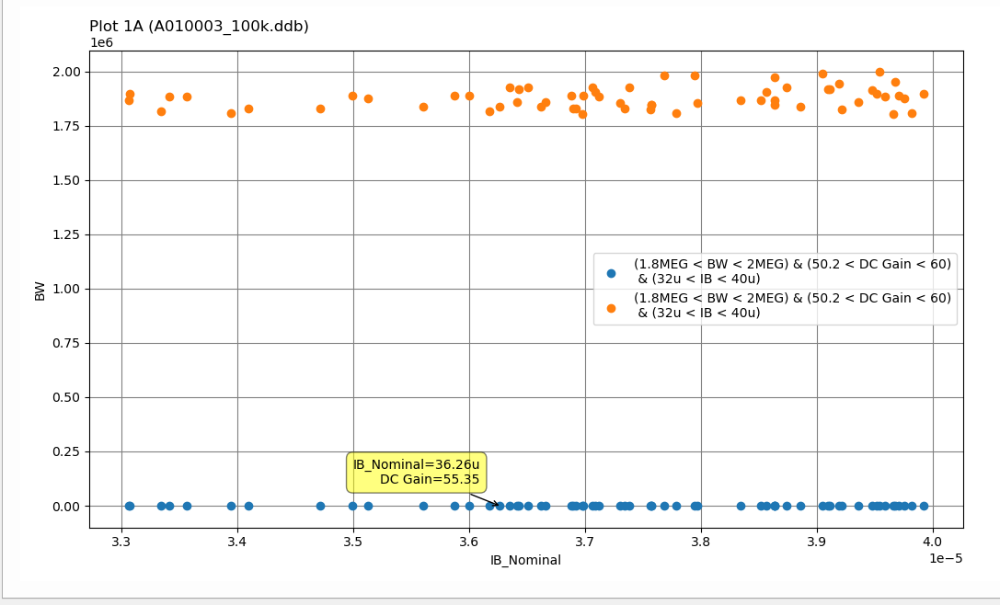 Plot 1A (A010003_100k.ddb)
1e6
2.00
1.75
1.50
1.25
1.00
0.75
0.50
0.25
0.00
BW
(1.8MEG < BW < 2MEG) & (50.2 < DC Gain < 60)
& (32u < IB < 40u)
(1.8MEG < BW < 2MEG) & (50.2 < DC Gain < 60)
& (32u < IB < 40u)
IB_Nominal=36.26u
DC Gain=55.35
3.3 3.4 3.5 3.6 3.7 3.8 3.9 4.0
1e−5
IB_Nominal